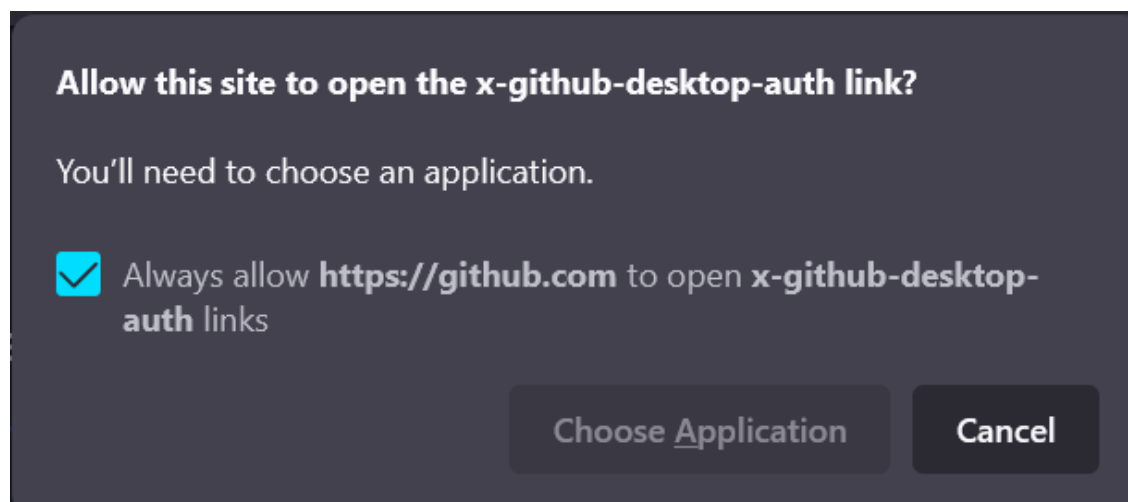 Allow this site to open the x-github-desktop-auth link?
You’ll need to choose an application.
Always allow https://github.com to open x-github-desktop-
auth links
Choose Application
Cancel